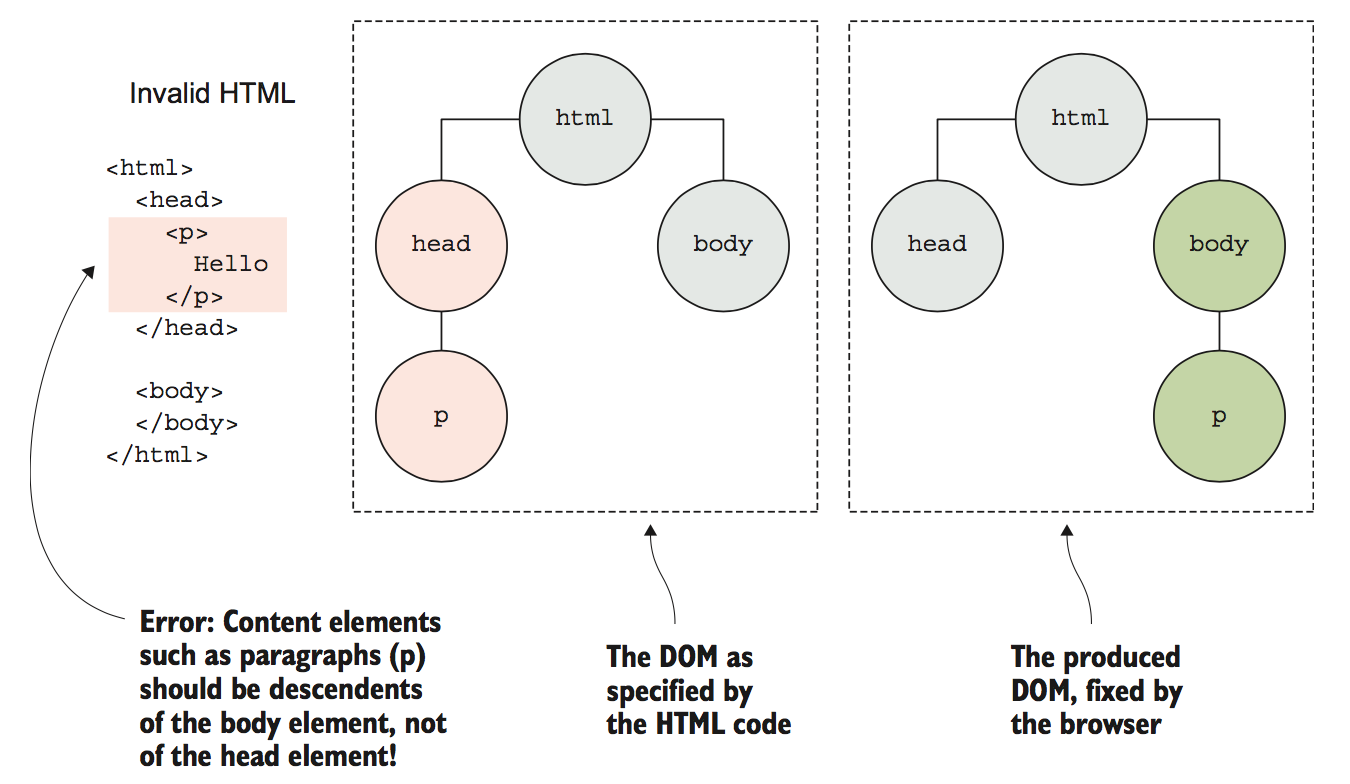 Invalid HTML
<html>
<head>
<p>
Hello
</p>
</head>
<body>
</body>
</html>
html
head
body
p
html
head
body
p
Error: Content elements
such as paragraphs (p)
should be descendents
of the body element, not
of the head element!
The DOM as
specified by
the HTML code
The produced
DOM, fixed by
the browser